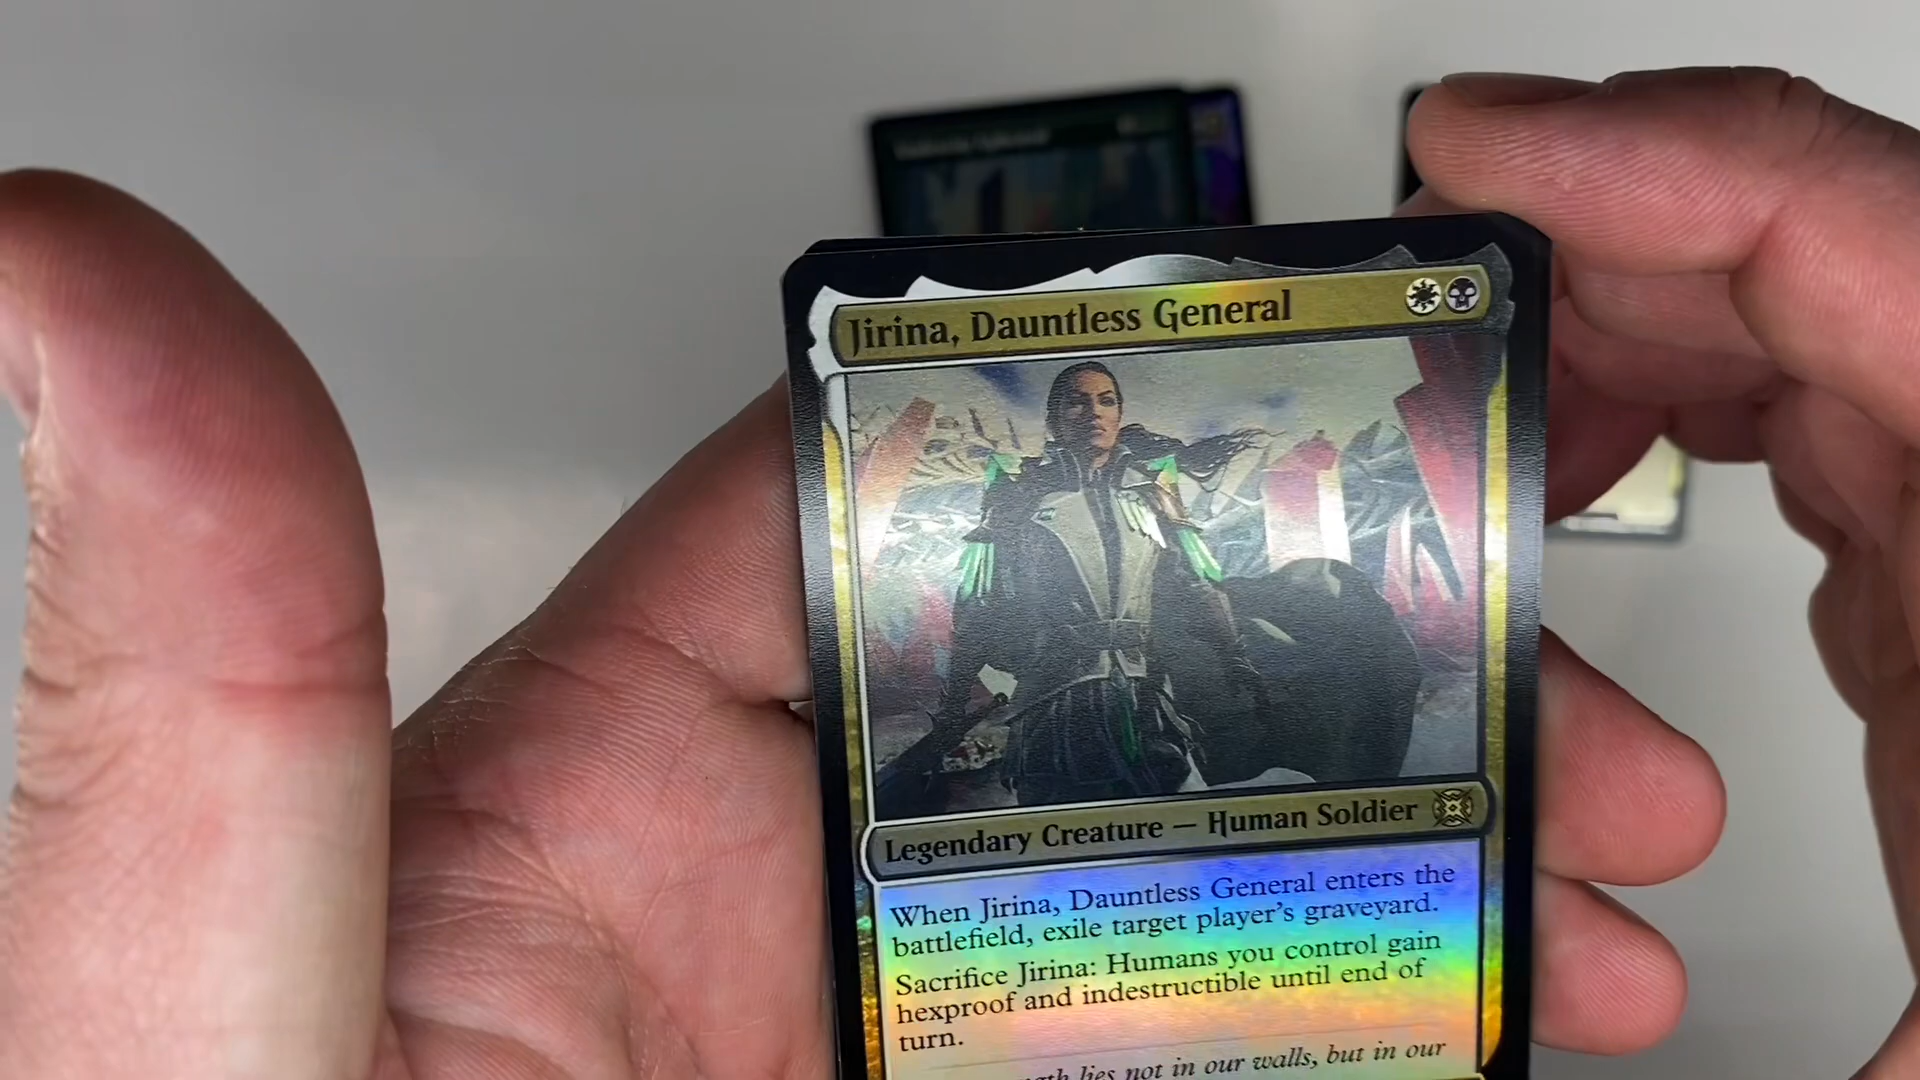 Jirina, Dauntless General
Legendary Creature — Human Soldier
When Jirina, Dauntless General enters the
battlefield, exile target player's graveyard.
Sacrifice Jirina: Humans you control gain
hexproof and indestructible until end of
turn.
lies not in our walls, but in our